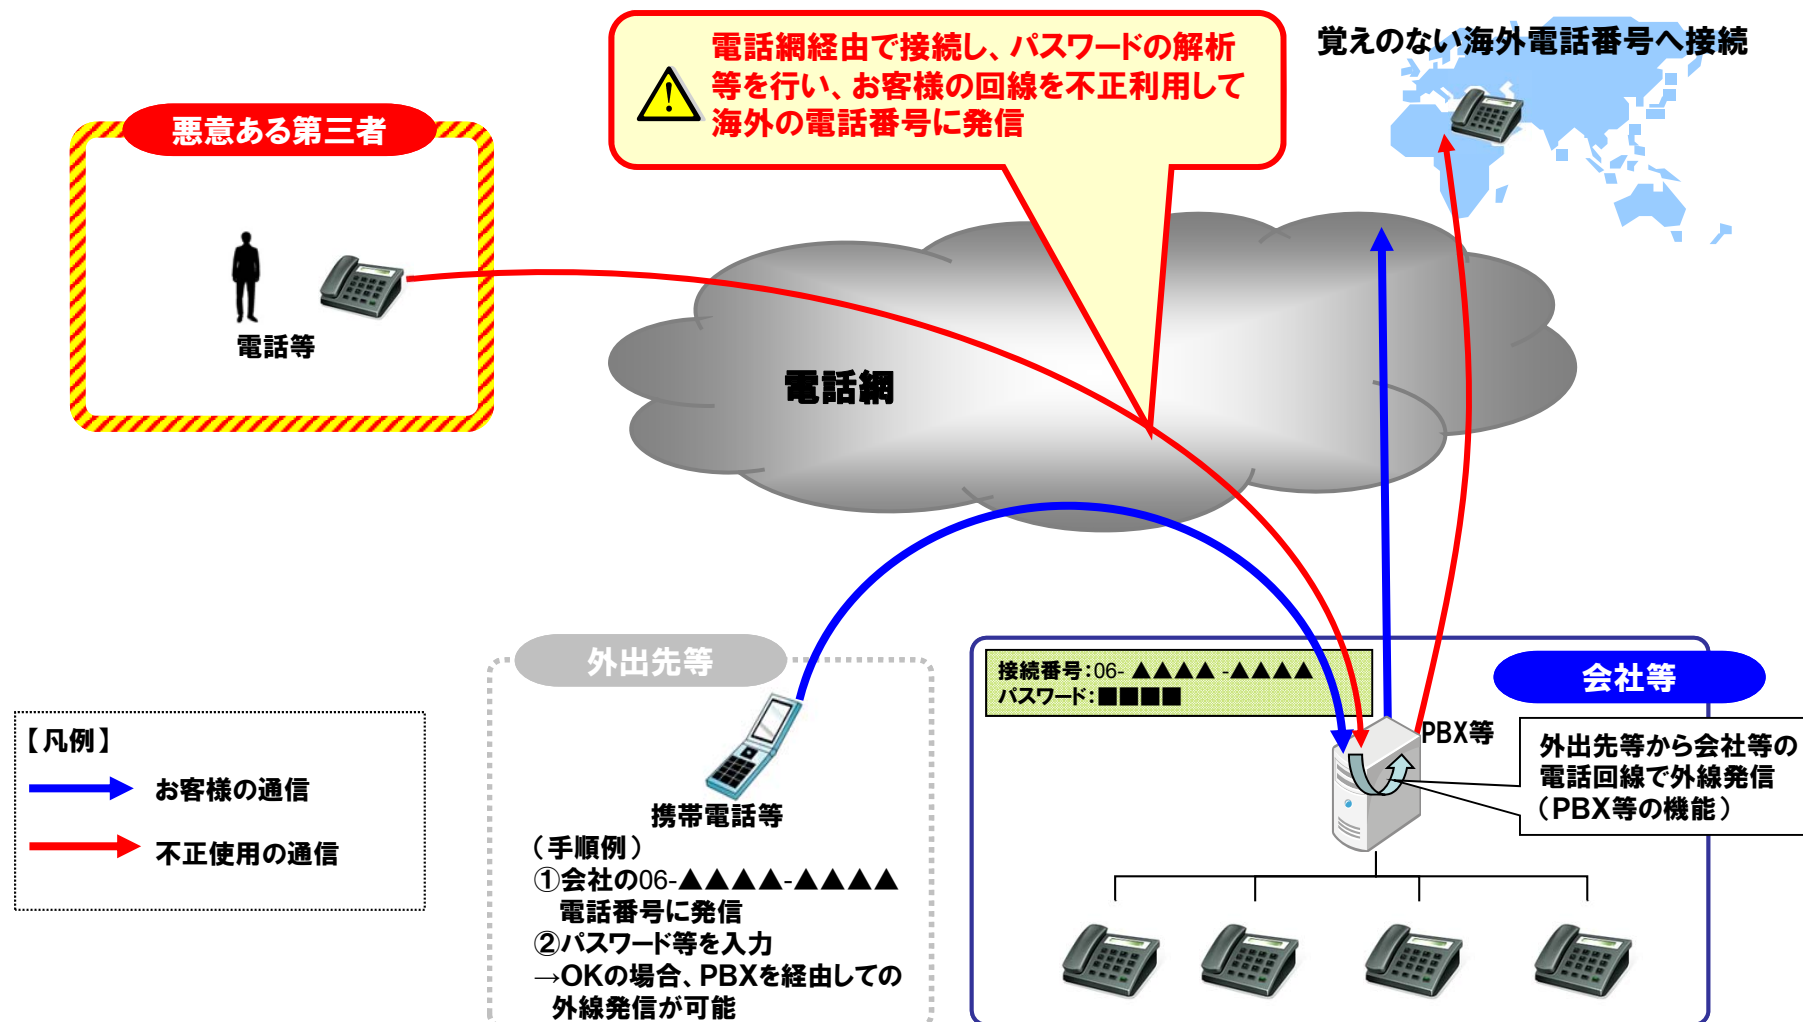 電話網経由で接続し、パスワードの解析
等を行い、お客様の回線を不正利用して
海外の電話番号に発信
覚えのない海外電話番号へ接続
悪意ある第三者
電話等
電話網
外出先等
携帯電話等
（手順例）
①会社の06-▲▲▲▲-▲▲▲▲
電話番号に発信
②パスワード等を入力
→OKの場合、PBXを経由しての
外線発信が可能
接続番号：06- ▲▲▲▲ -▲▲▲▲
パスワード：■■■■
会社等
PBX等
外出先等から会社等の
電話回線で外線発信
（PBX等の機能）
【凡例】
お客様の通信
不正使用の通信